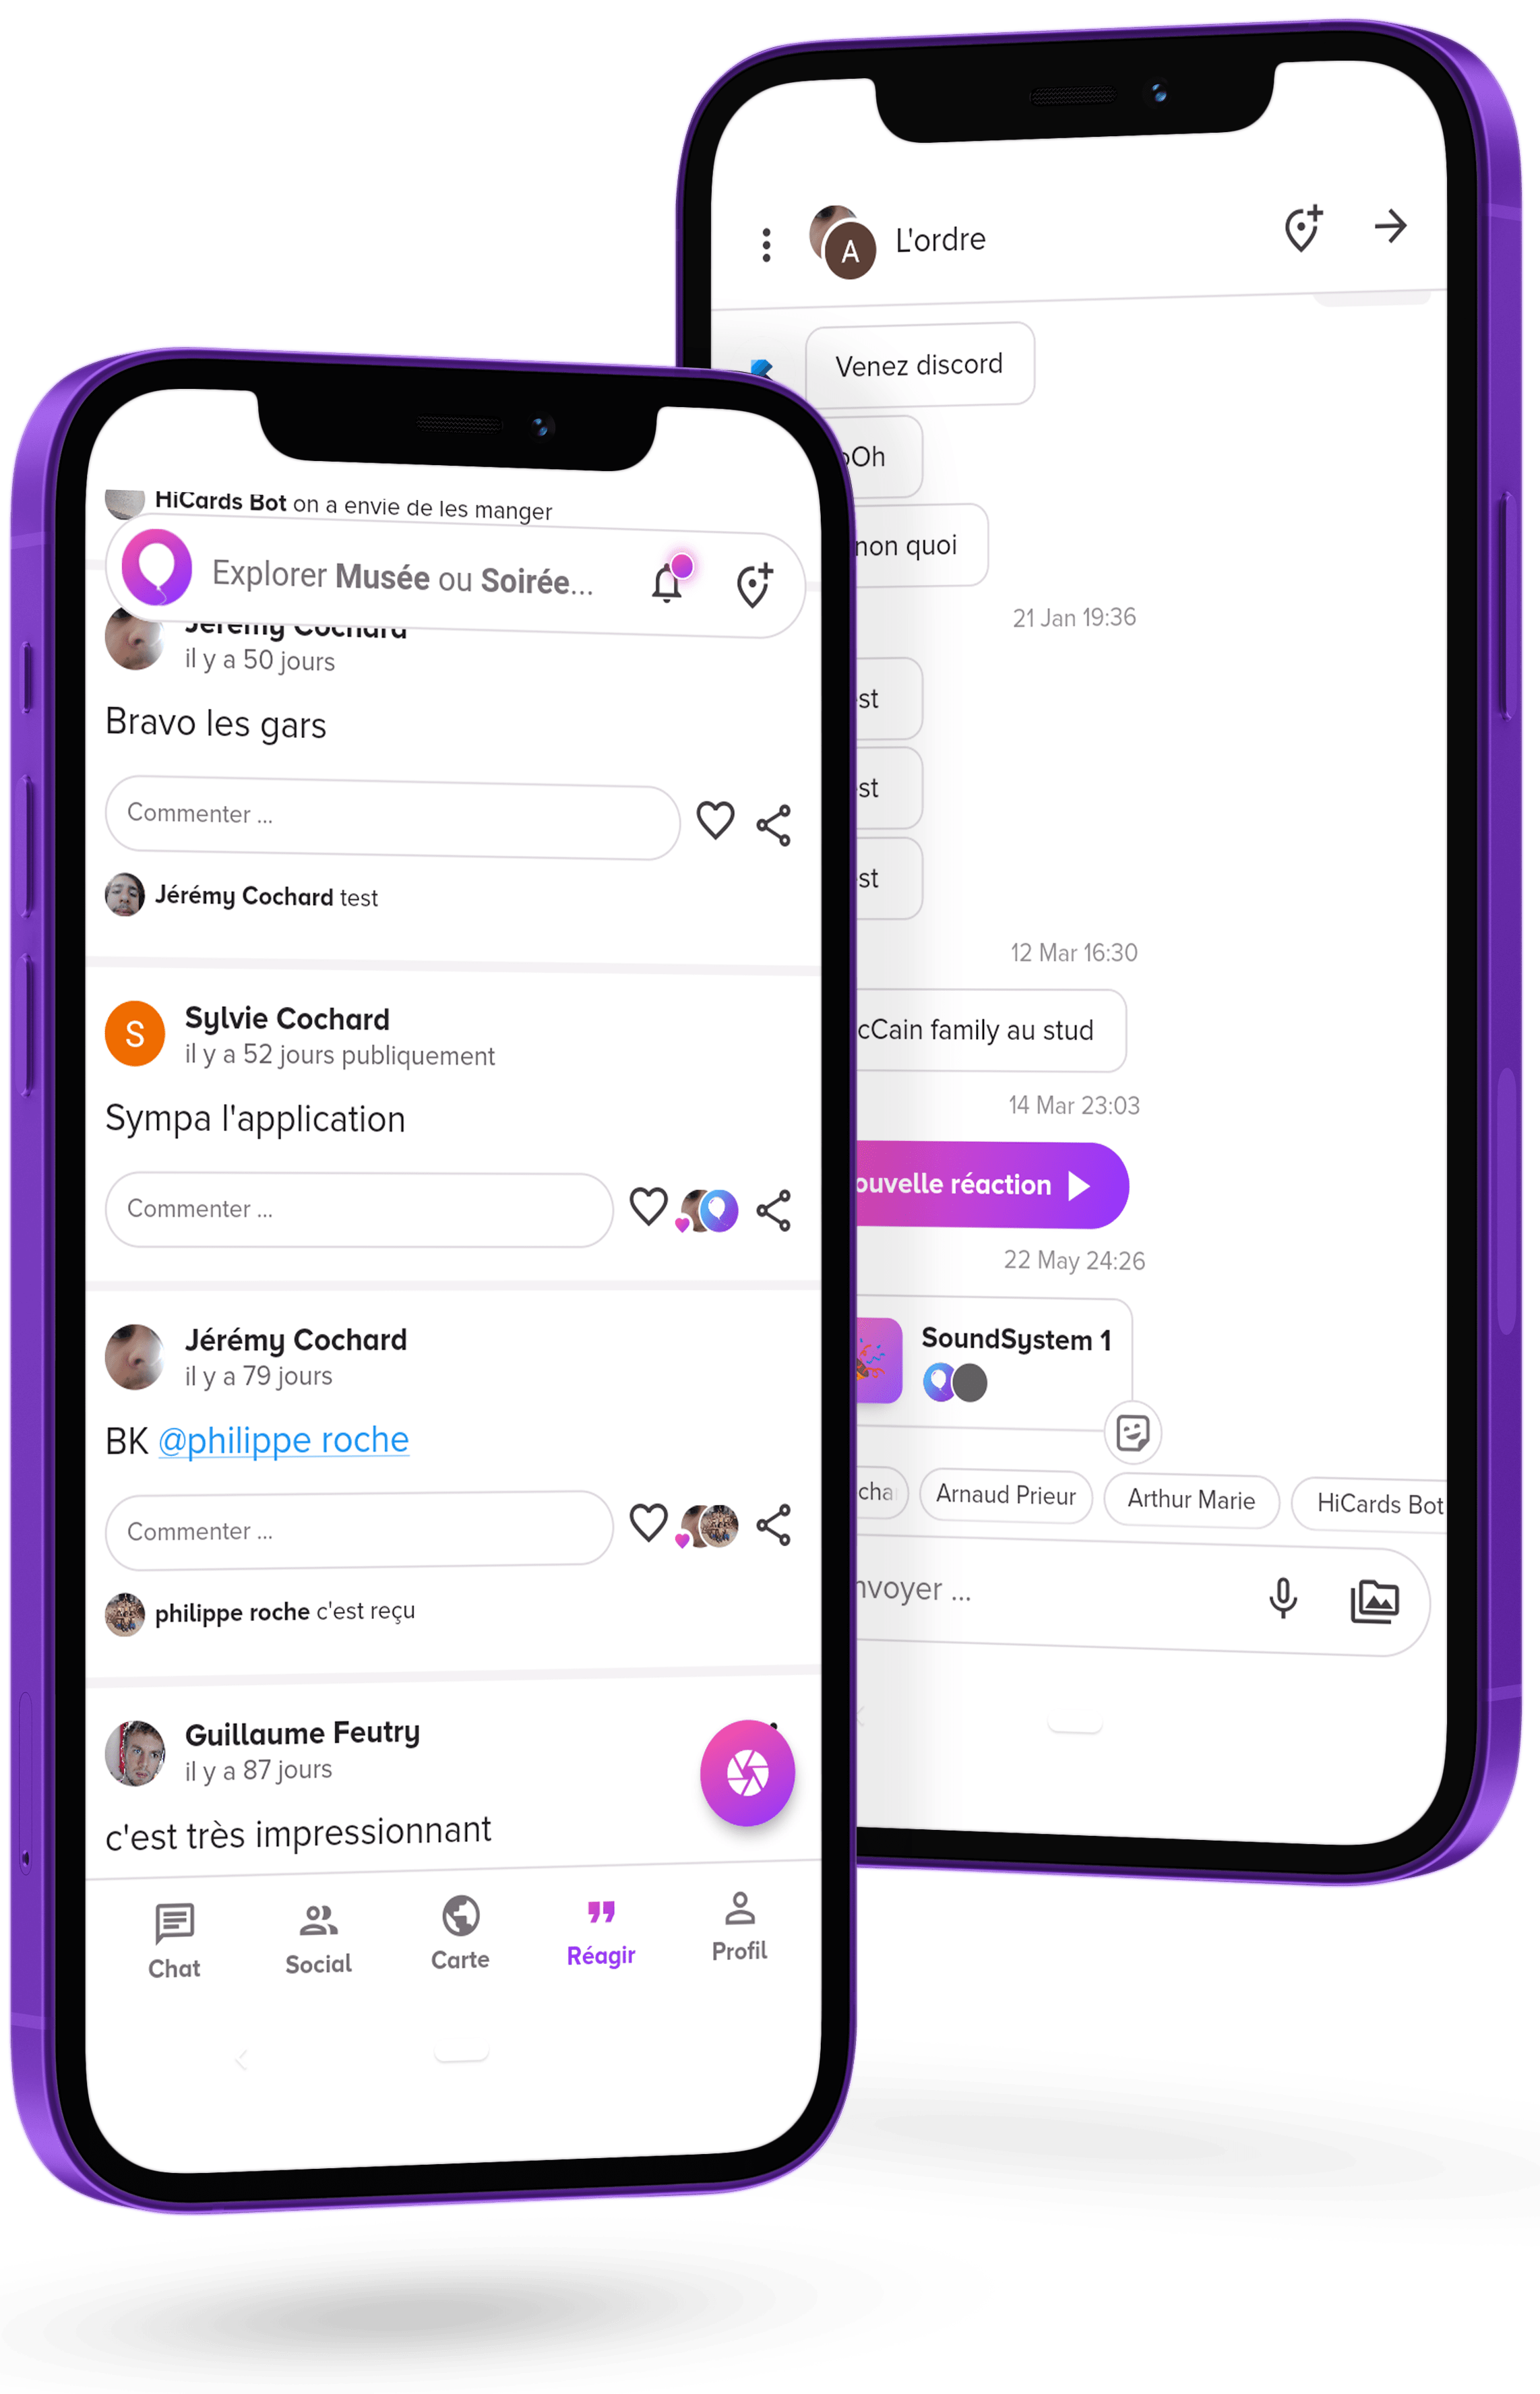 HiCards Bot on a envie de les manger
Explorer Musée ou Soirée...
Jérémy Cochard
il y a 50 jours
Bravo les gars
Commenter ...
Jérémy Cochard test
S
Sylvie Cochard
il y a 52 jours publiquement
Sympa l'application
Commenter ...
Jérémy Cochard
il y a 79 jours
BK @philippe roche
Commenter ...
philippe roche c'est reçu
Guillaume Feutry
il y a 87 jours
c'est très impressionnant
Chat Social Carte Réagir Profil
A L'ordre
Venez discord
oOh
non quoi
21 Jan 19:36
st
st
st
12 Mar 16:30
cCain family au stud
14 Mar 23:03
ouvelle réaction
22 May 24:26
SoundSystem 1
cha Arnaud Prieur Arthur Marie HiCards Bot
nvoyer ...